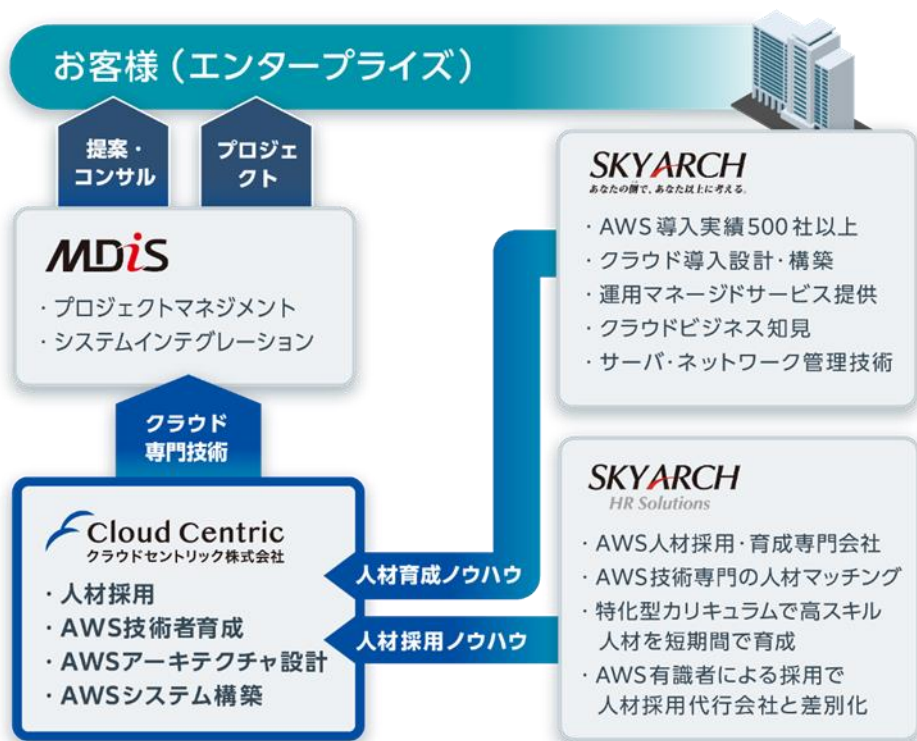 お客様（エンタープライズ）
提案・
コンサル
プロジェ
クト
MDiS
・プロジェクトマネジメント
・システムインテグレーション
クラウド
専門技術
Cloud Centric
クラウドセントリック株式会社
・人材採用
・AWS技術者育成
・AWSアーキテクチャ設計
・AWSシステム構築
SKYARCH
あなたの側で、あなた以上に考える。
・AWS導入実績500社以上
・クラウド導入設計・構築
・運用マネージドサービス提供
・クラウドビジネス知見
・サーバ・ネットワーク管理技術
人材育成ノウハウ
人材採用ノウハウ
SKYARCH
HR Solutions
・AWS人材採用・育成専門会社
・AWS技術専門の人材マッチング
・特化型カリキュラムで高スキル
人材を短期間で育成
・AWS有識者による採用で
人材採用代行会社と差別化